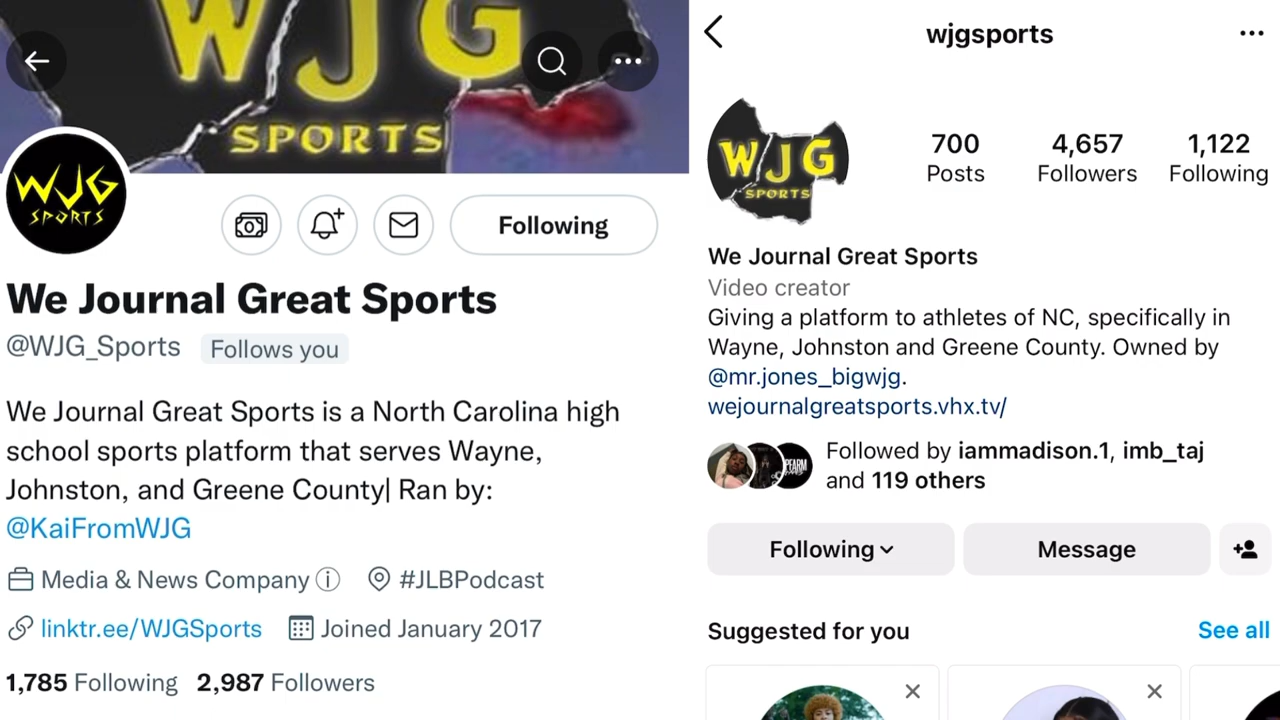 WJG
SPORTS
WJG
SPORTS
Following
We Journal Great Sports
@WJG_Sports Follows you
We Journal Great Sports is a North Carolina high
school sports platform that serves Wayne,
Johnston, and Greene County| Ran by:
@KaiFromWJG
Media & News Company #JLBPodcast
linktr.ee/WJGSports Joined January 2017
1,785 Following 2,987 Followers
wjgsports
WJG
SPORTS
700 4,657 1,122
Posts Followers Following
We Journal Great Sports
Video creator
Giving a platform to athletes of NC, specifically in
Wayne, Johnston and Greene County. Owned by
@mr.jones_bigwjg.
wejournalgreatsports.vhx.tv/
Followed by iammadison.1, imb_taj
and 119 others
Following Message
Suggested for you See all